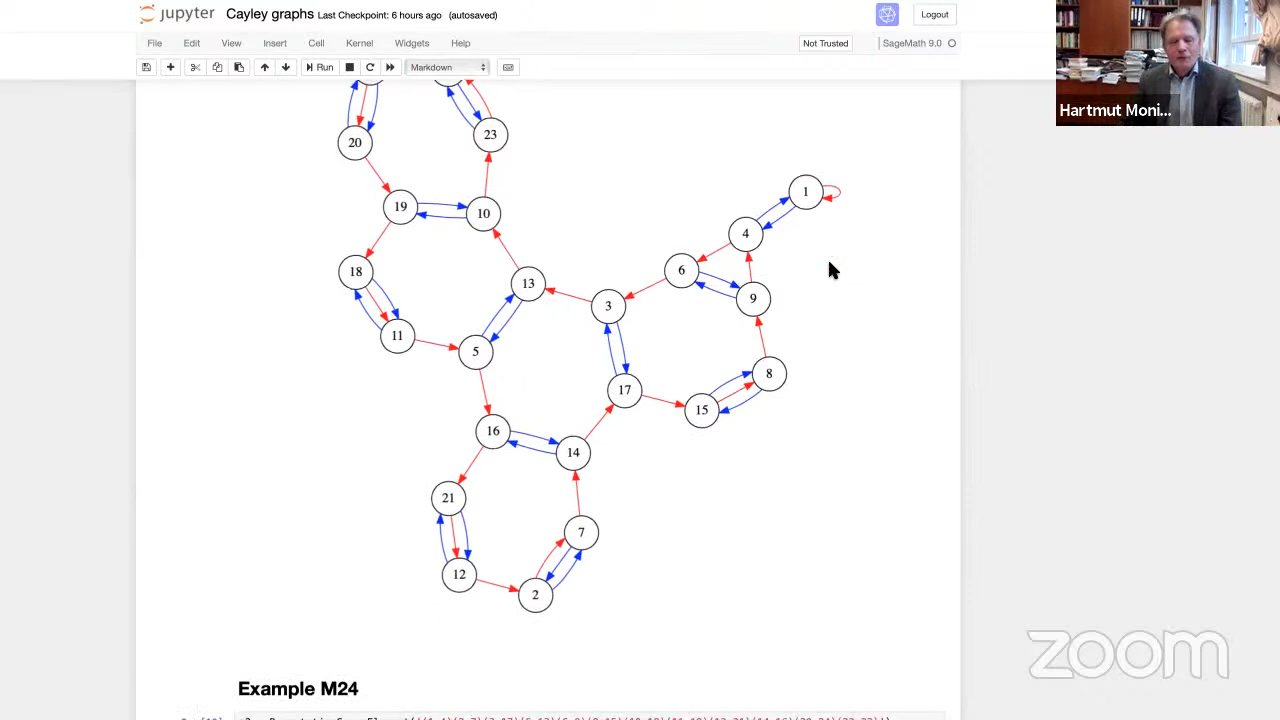 jupyter Cayley graphs Last Checkpoint: 6 hours ago (autosaved)
Logout
File Edit View Insert Cell Kernel Widgets Help
Not Trusted
SageMath 9.0
Run
Markdown
Hartmut Moni...
20
23
1
19
10
4
18
6
13
9
3
11
5
8
17
15
16
14
21
7
12
2
zoom
Example M24